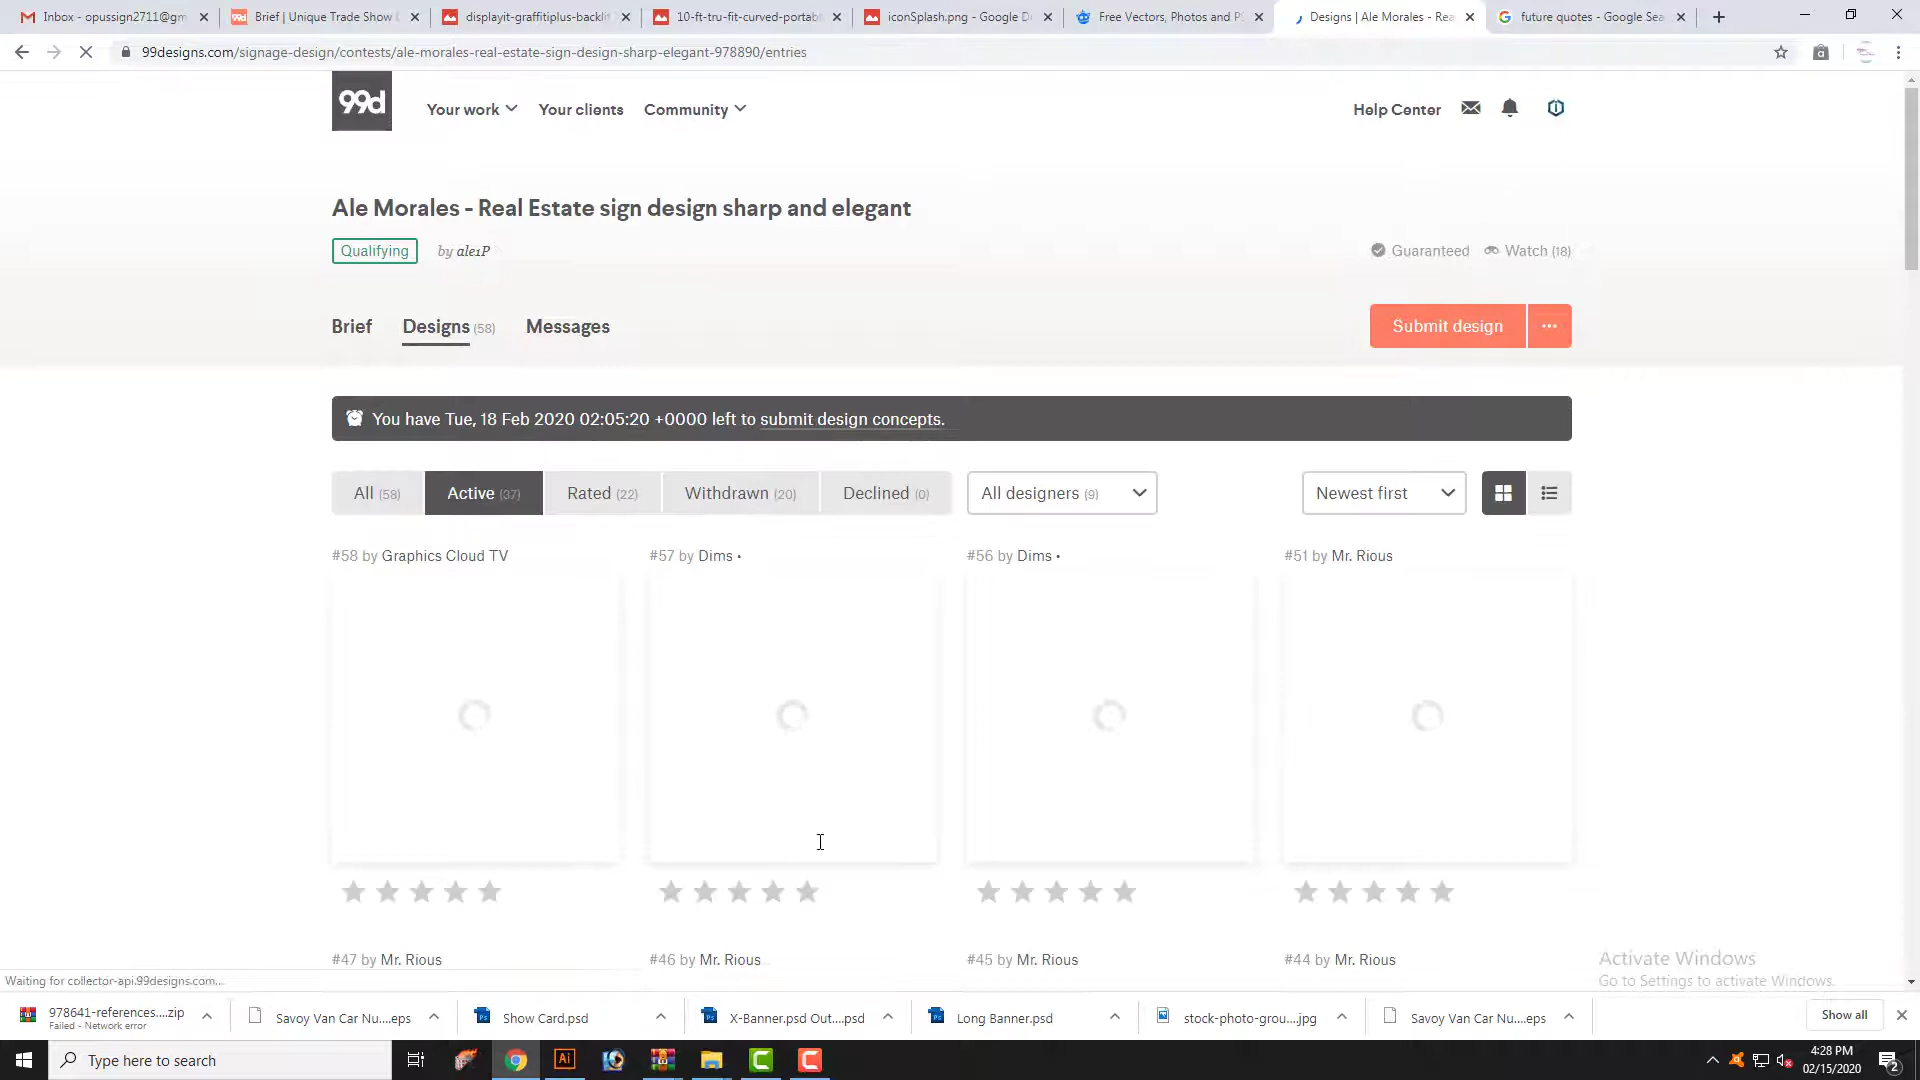 Inbox - opussign2711@gm
Brief | Unique Trade Show
displayit-graffitiplus-backlit
10-ft-tru-fit-curved-portab
iconSplash.png - Google D
Free Vectors, Photos and PS
Designs | Ale Morales - Rea
future quotes - Google Sea
99designs.com/signage-design/contests/ale-morales-real-estate-sign-design-sharp-elegant-978890/entries
99d Your work Your clients Community Help Center
Ale Morales - Real Estate sign design sharp and elegant
Qualifying by ale1P Guaranteed Watch (18)
Brief Designs (58) Messages Submit design ...
You have Tue, 18 Feb 2020 02:05:20 +0000 left to submit design concepts.
All (58) Active (37) Rated (22) Withdrawn (20) Declined (0) All designers (9) Newest first
#58 by Graphics Cloud TV #57 by Dims • #56 by Dims • #51 by Mr. Rious
#47 by Mr. Rious #46 by Mr. Rious #45 by Mr. Rious #44 by Mr. Rious
Activate Windows
Go to Settings to activate Windows.
Waiting for collector-api.99designs.com...
978641-references....zip
Failed - Network error
Savoy Van Car Nu....eps
Show Card.psd
X-Banner.psd Out....psd
Long Banner.psd
stock-photo-grou....jpg
Savoy Van Car Nu....eps
Show all
Type here to search
Ai
4:28 PM
02/15/2020
2